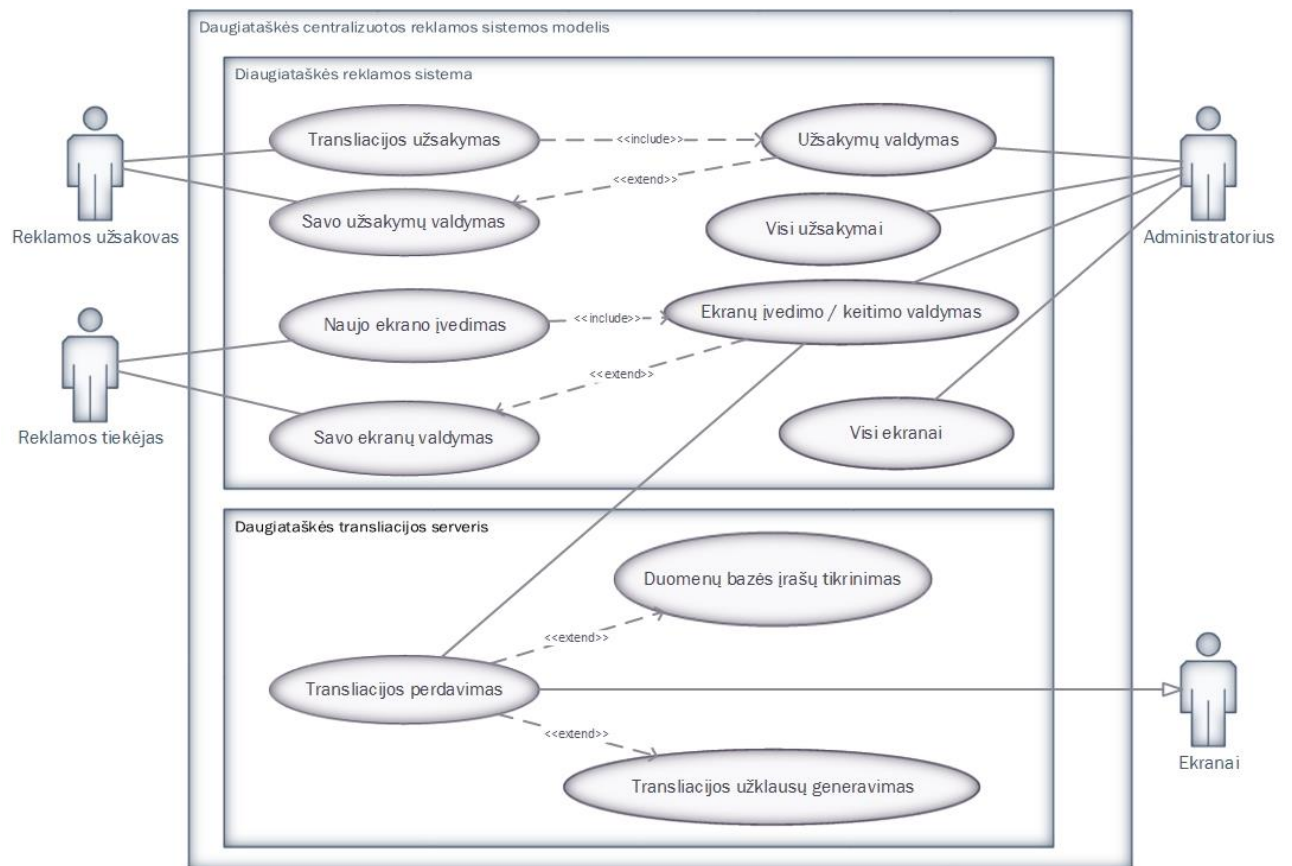 Daugiataškės centralizuotos reklamos sistemos modelis
Diaugiataškės reklamos sistema
Transliacijos užsakymas
<<include>>
Užsakymų valdymas
<<extend>>
Savo užsakymų valdymas
Visi užsakymai
Reklamos užsakovas
Administratorius
Naujo ekrano įvedimas
<<include>>
Ekranų įvedimo / keitimo valdymas
<<extend>>
Savo ekranų valdymas
Visi ekranai
Reklamos tiekėjas
Daugiataškės transliacijos serveris
Duomenų bazės įrašų tikrinimas
<<extend>>
Transliacijos perdavimas
<<extend>>
Ekranai
Transliacijos užklausų generavimas